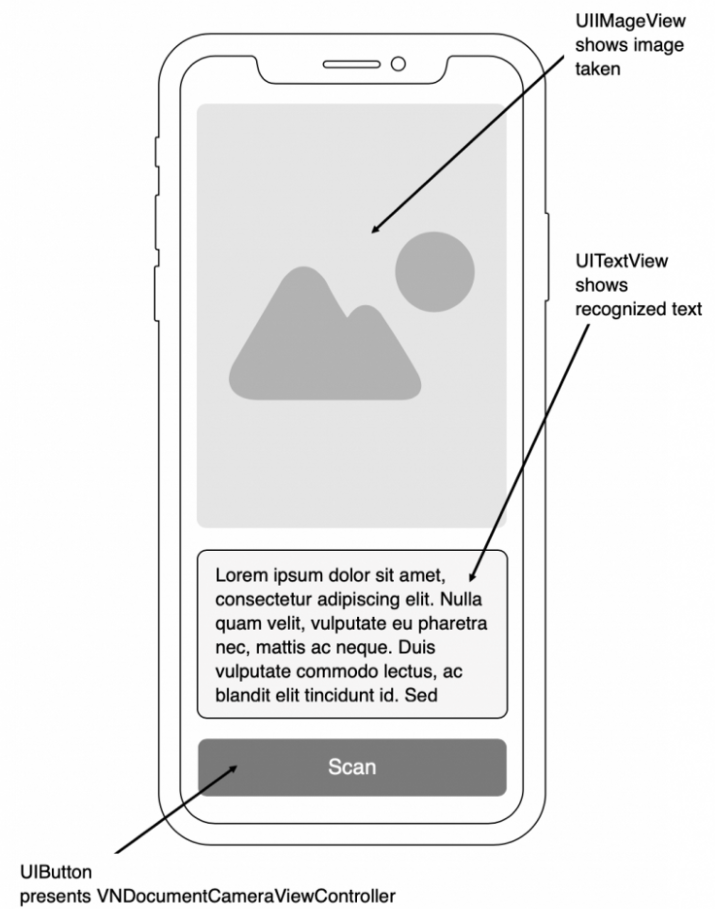 UIIMageView
shows image
taken
UITextView
shows
recognized text
Lorem ipsum dolor sit amet,
consectetur adipiscing elit. Nulla
quam velit, vulputate eu pharetra
nec, mattis ac neque. Duis
vulputate commodo lectus, ac
blandit elit tincidunt id. Sed
Scan
UIButton
presents VNDocumentCameraViewController